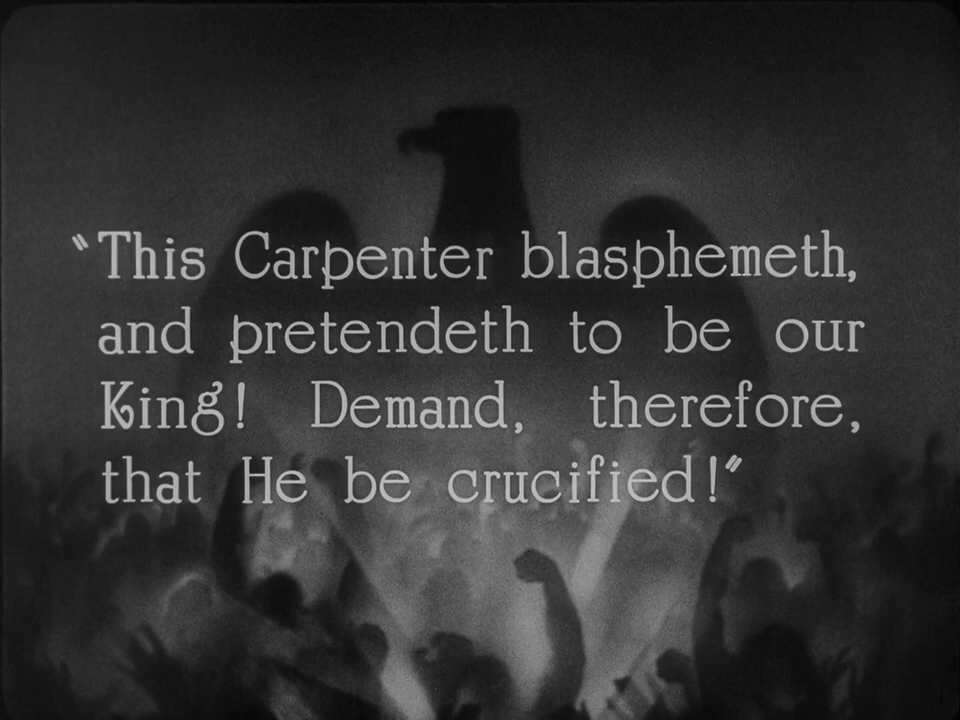 "This Carpenter blasphemeth,
and pretendeth to be our
King! Demand, therefore,
that He be crucified!"